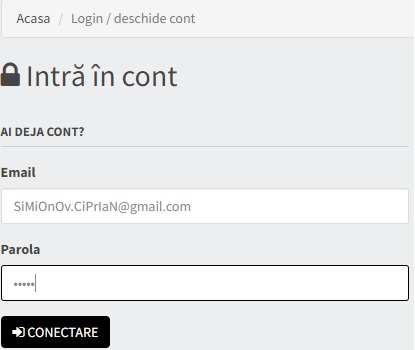 Acasa / Login / deschide cont
Intră în cont
AI DEJA CONT?
Email
SiMiOnOv.CiPrIaN@gmail.com
Parola
•••••
CONECTARE